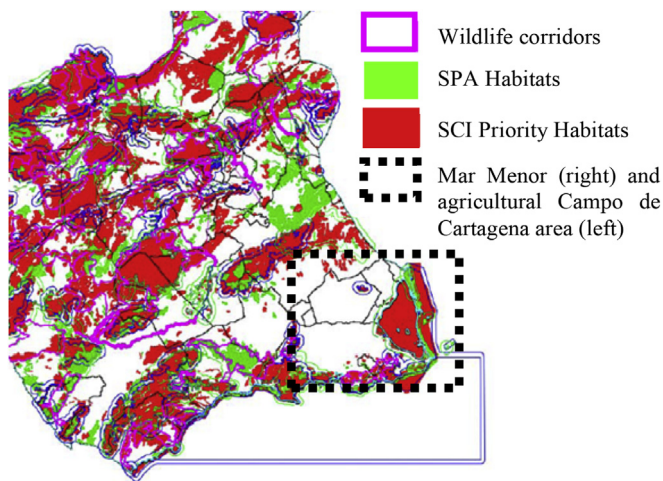 Wildlife corridors
SPA Habitats
SCI Priority Habitats
Mar Menor (right) and
agricultural Campo de
Cartagena area (left)